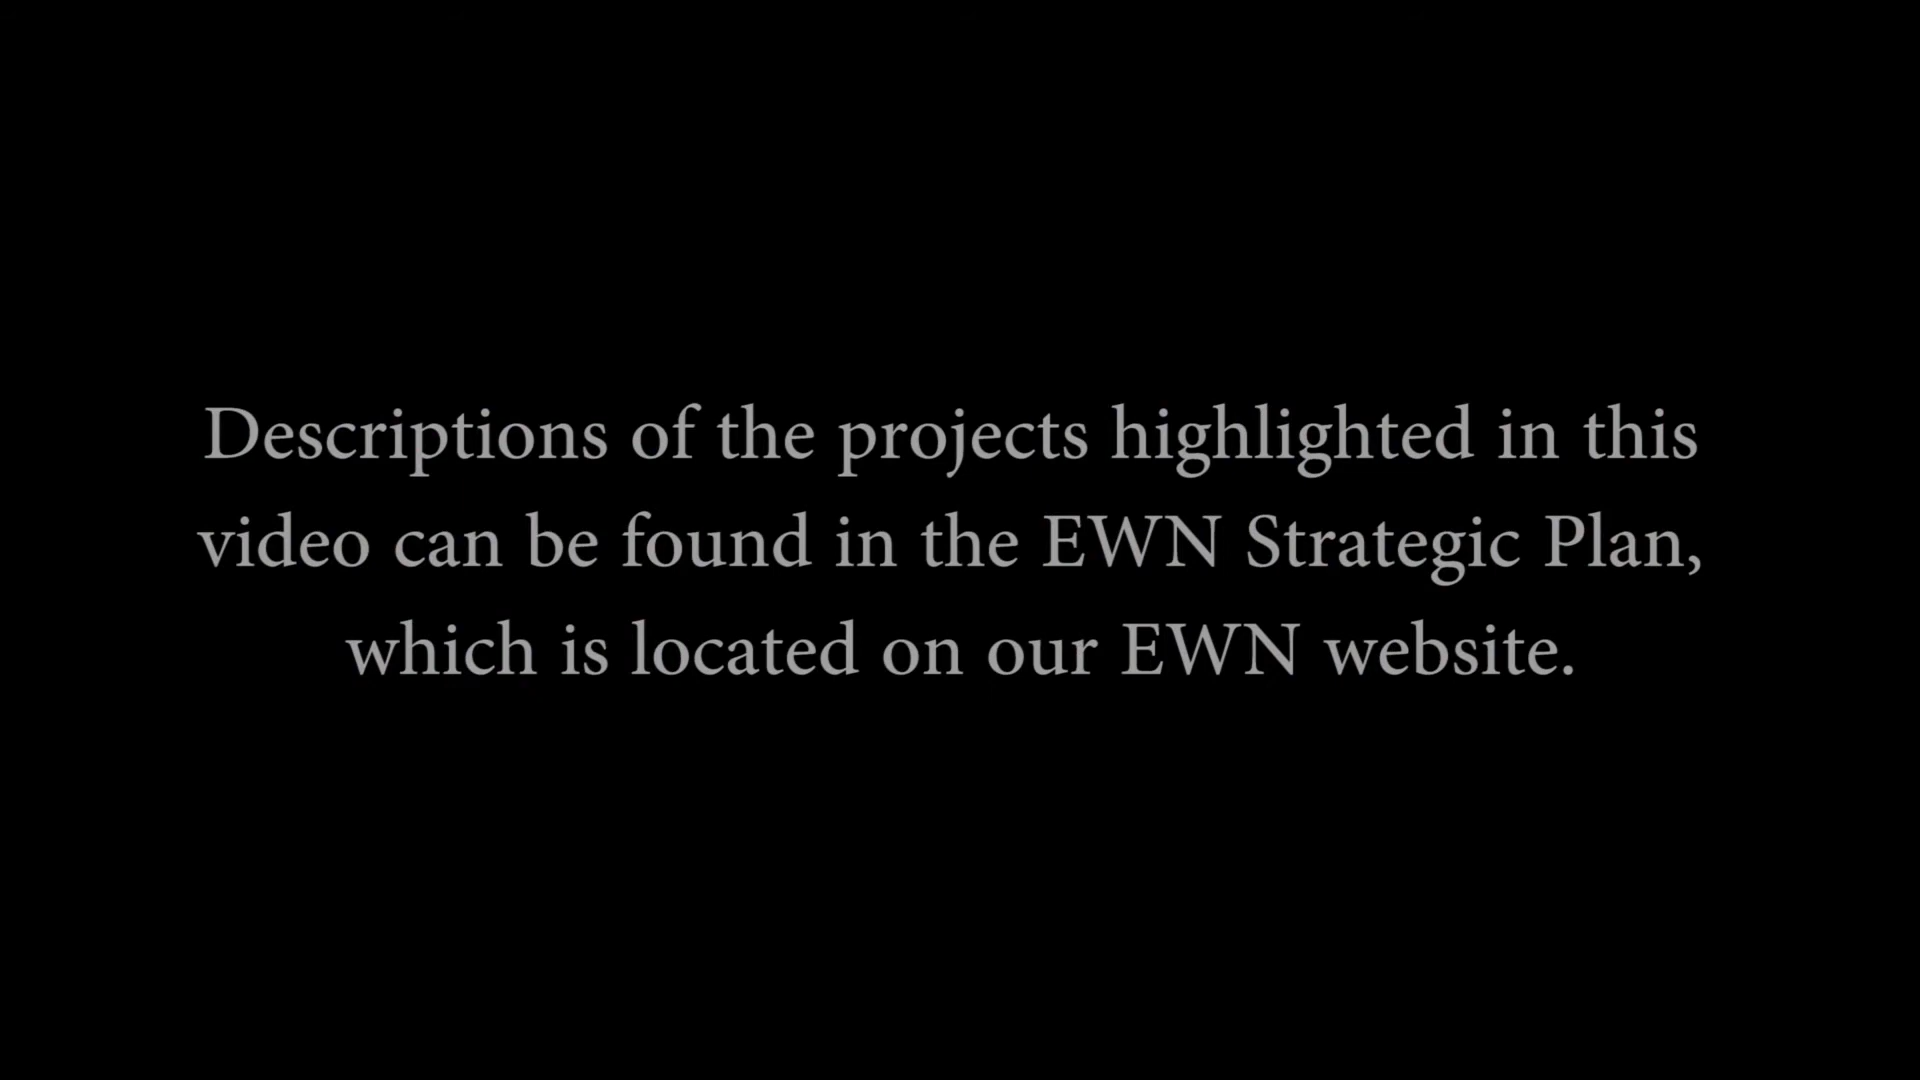 Descriptions of the projects highlighted in this
video can be found in the EWN Strategic Plan,
which is located on our EWN website.